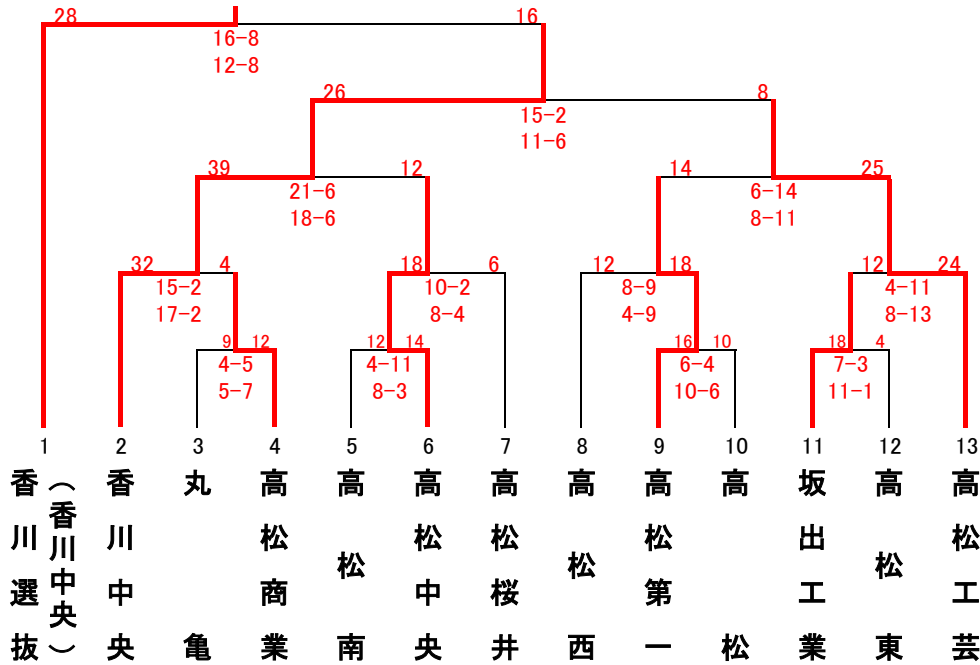 28 16
16-8
12-8
26 8
15-2
11-6
39 12 14 25
21-6 6-14
18-6 8-11
32 4 18 6 12 18 12 24
15-2 10-2 8-9 4-11
17-2 8-4 4-9 8-13
9 12 12 14 16 10 18 4
4-5 4-11 6-4 7-3
5-7 8-3 10-6 11-1
1 2 3 4 5 6 7 8 9 10 11 12 13
香川選抜
（香川中央）
香川中央
丸亀
高松商業
高松南
高松中央
高松桜井
高松西
高松第一
高松
坂出工業
高松東
高松工芸